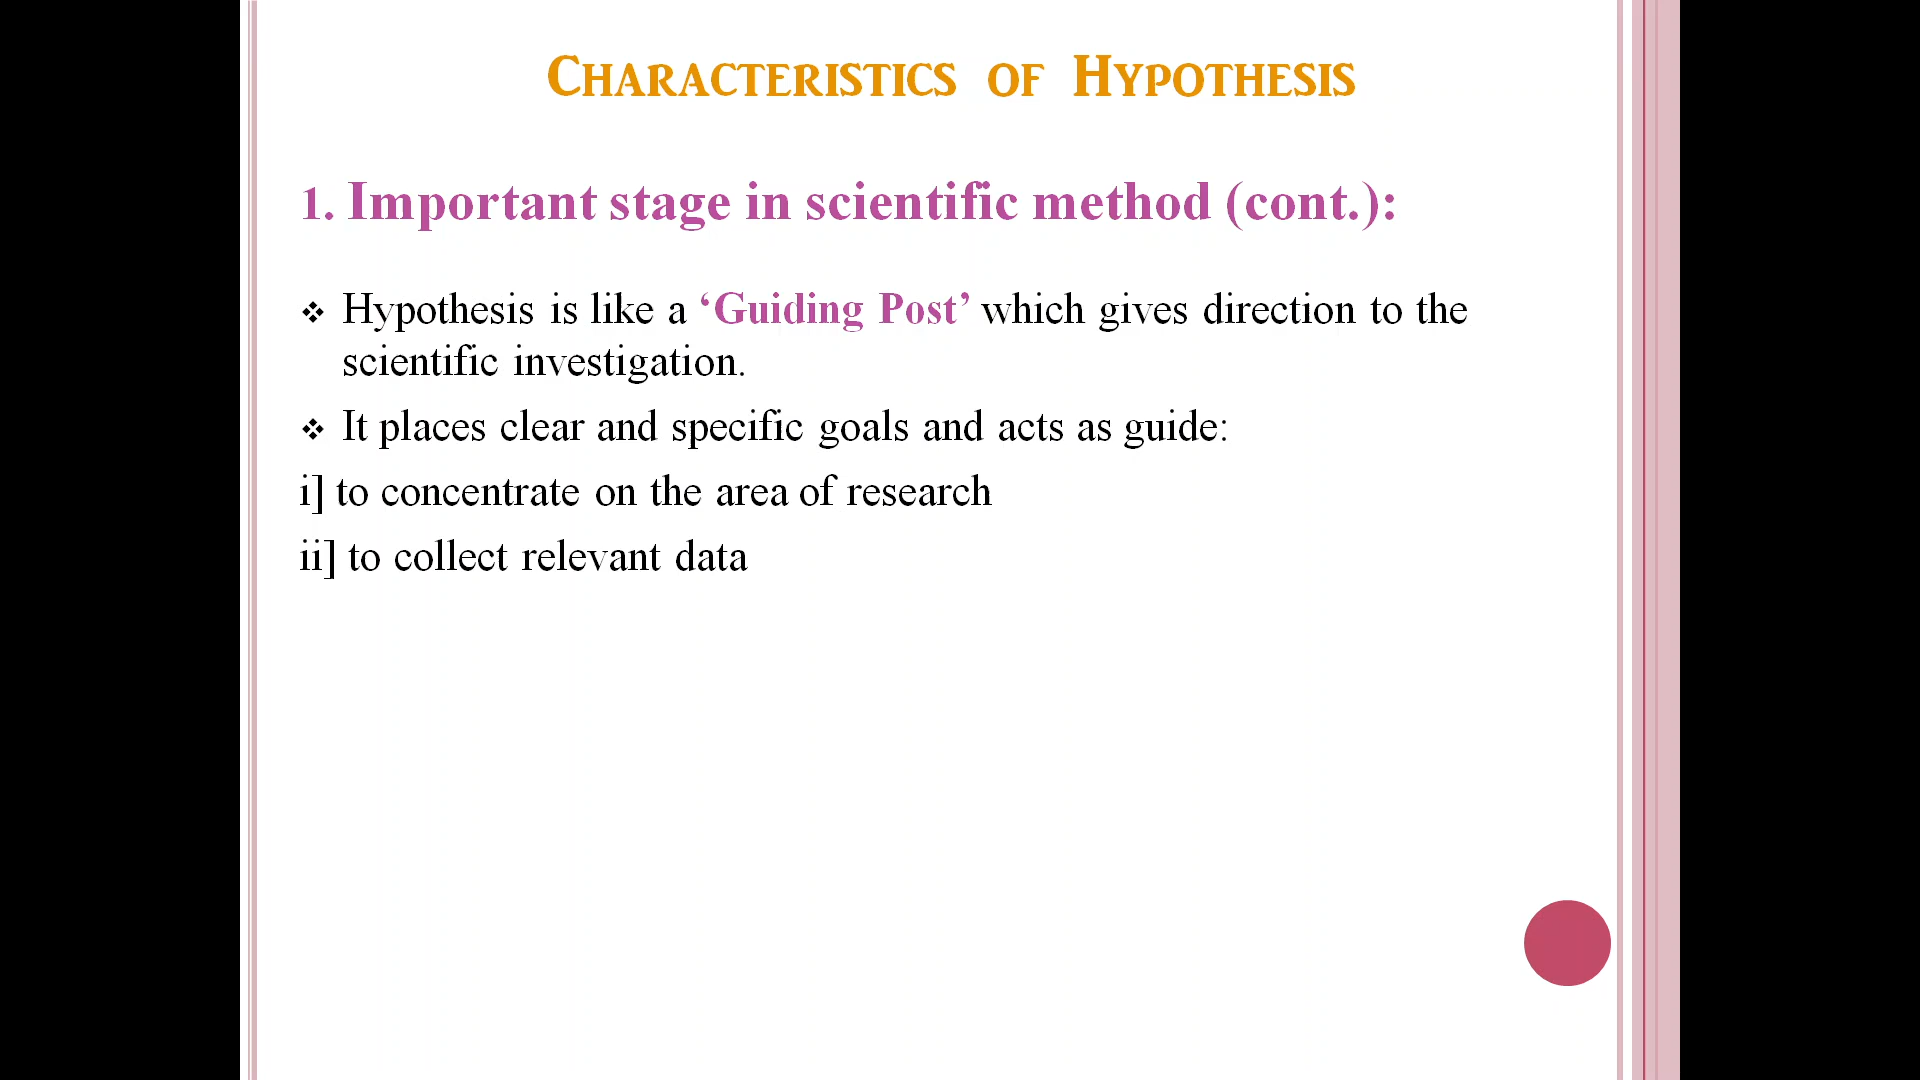 Characteristics of Hypothesis
1. Important stage in scientific method (cont.):
❖ Hypothesis is like a ‘Guiding Post’ which gives direction to the
scientific investigation.
❖ It places clear and specific goals and acts as guide:
i] to concentrate on the area of research
ii] to collect relevant data